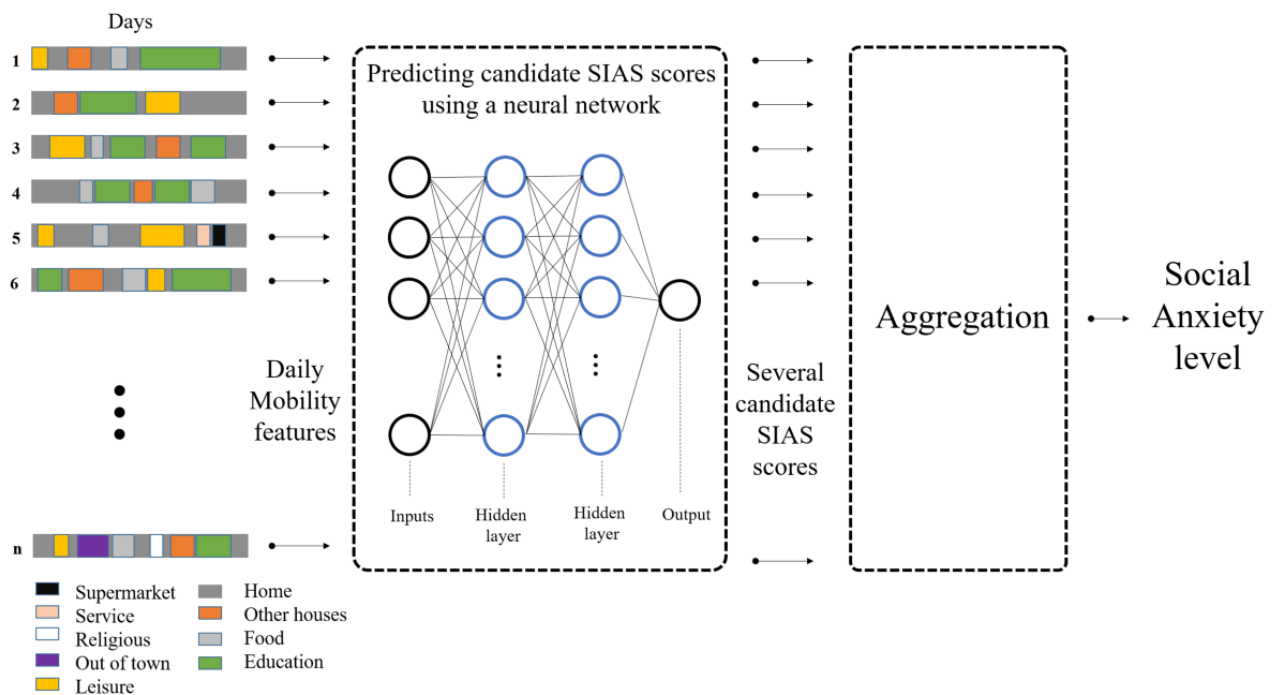 Days
1
2
3
4
5
6
n
Daily
Mobility
features
Predicting candidate SIAS scores
using a neural network
Inputs
Hidden
layer
Hidden
layer
Output
Several
candidate
SIAS
scores
Aggregation
Social
Anxiety
level
Supermarket
Service
Religious
Out of town
Leisure
Home
Other houses
Food
Education